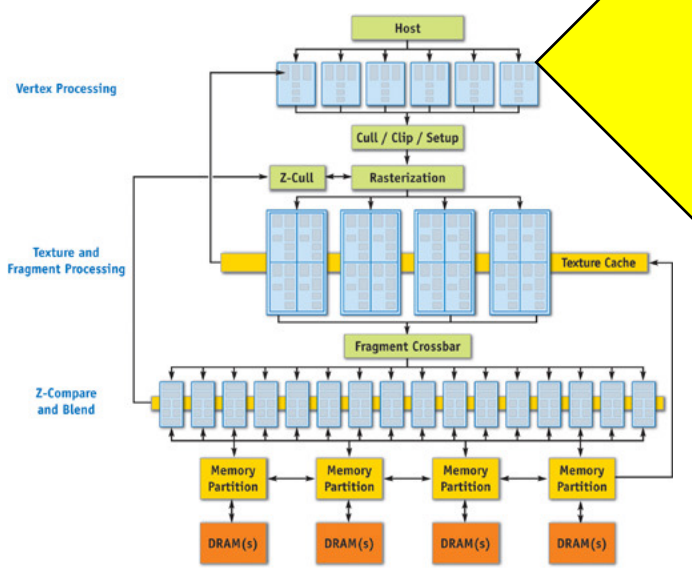 Host
Vertex Processing
Cull / Clip / Setup
Z-Cull
Rasterization
Texture and
Fragment Processing
Texture Cache
Fragment Crossbar
Z-Compare
and Blend
Memory
Partition
Memory
Partition
Memory
Partition
Memory
Partition
DRAM(s)
DRAM(s)
DRAM(s)
DRAM(s)